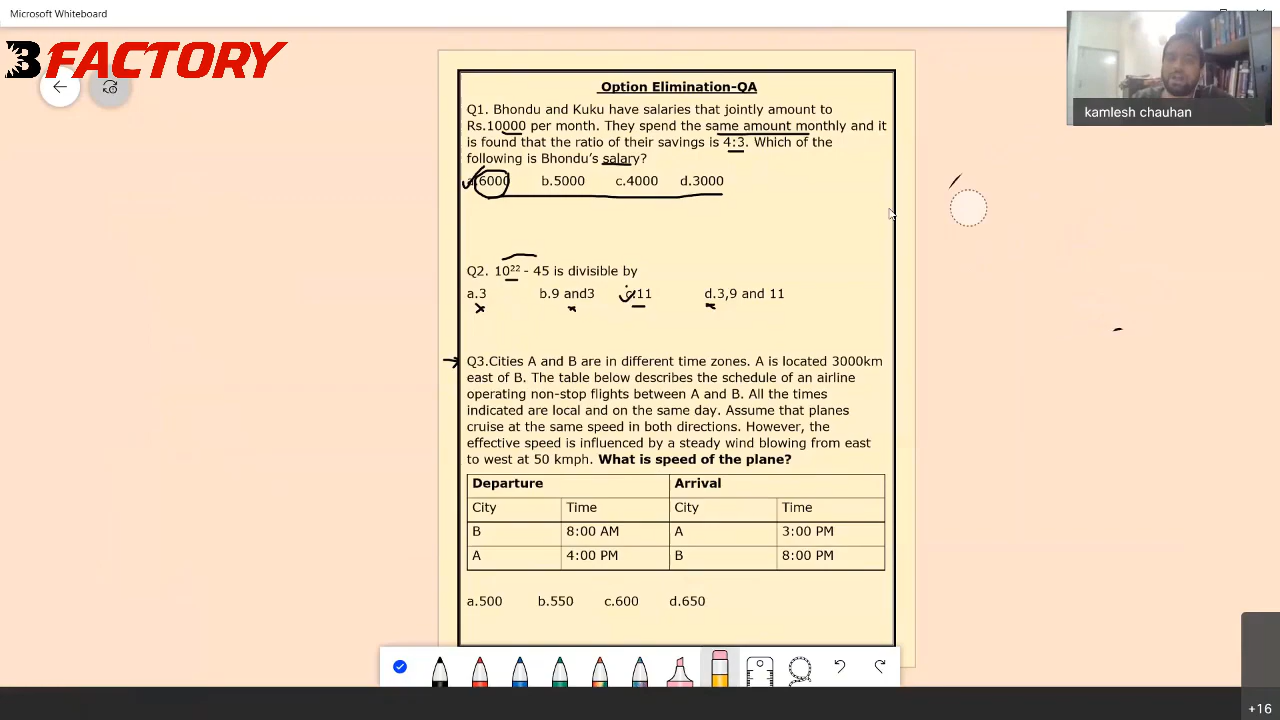 Microsoft Whiteboard
3FACTORY
kamlesh chauhan
Option Elimination-QA
Q1. Bhondu and Kuku have salaries that jointly amount to
Rs.10000 per month. They spend the same amount monthly and it
is found that the ratio of their savings is 4:3. Which of the
following is Bhondu's salary?
a.6000 b.5000 c.4000 d.3000
Q2. 10²² - 45 is divisible by
a.3 b.9 and3 c.11 d.3,9 and 11
Q3.Cities A and B are in different time zones. A is located 3000km
east of B. The table below describes the schedule of an airline
operating non-stop flights between A and B. All the times
indicated are local and on the same day. Assume that planes
cruise at the same speed in both directions. However, the
effective speed is influenced by a steady wind blowing from east
to west at 50 kmph. What is speed of the plane?
Departure Arrival
City Time City Time
B 8:00 AM A 3:00 PM
A 4:00 PM B 8:00 PM
a.500 b.550 c.600 d.650
+16